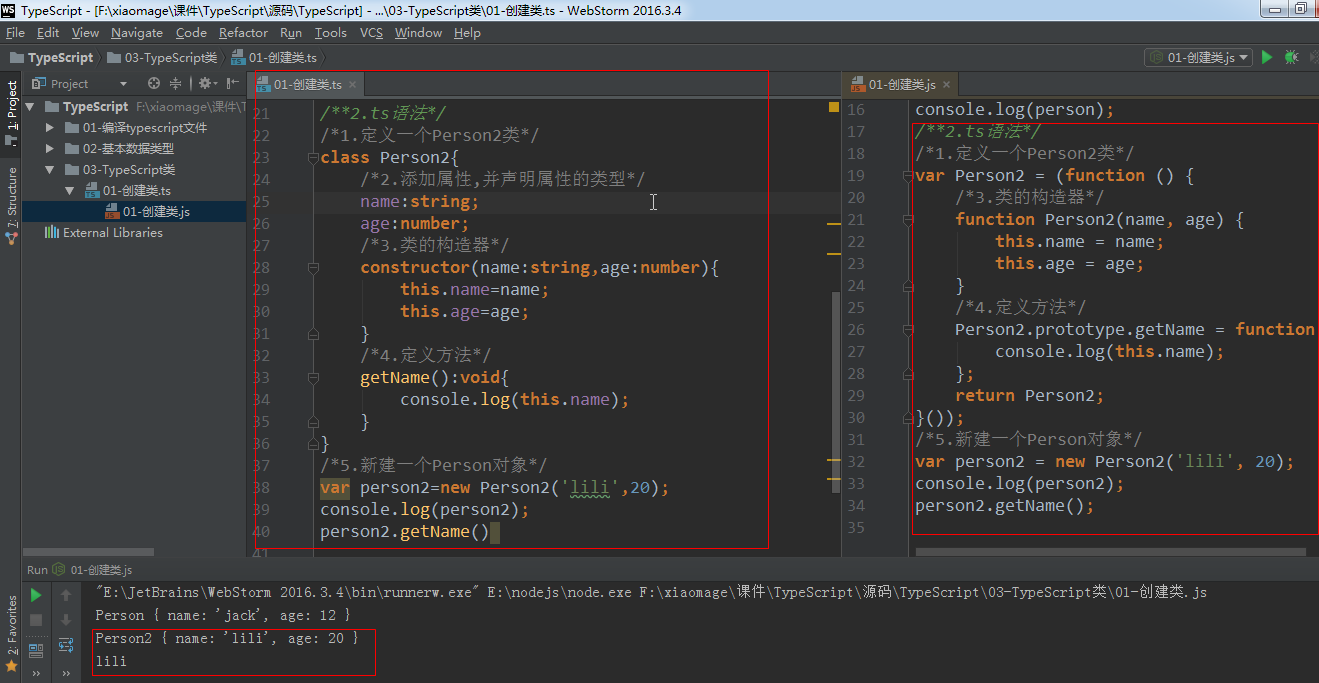 TypeScript - [F:\xiaomage\课件\TypeScript\源码\TypeScript] - ...\03-TypeScript类\01-创建类.ts - WebStorm 2016.3.4
File Edit View Navigate Code Refactor Run Tools VCS Window Help
TypeScript 03-TypeScript类 01-创建类.ts 01-创建类.js
1: Project
7: Structure
2: Favorites
Project
TypeScript F:\xiaomage\课件\T
01-编译typescript文件
02-基本数据类型
03-TypeScript类
01-创建类.ts
01-创建类.js
External Libraries
01-创建类.ts
21 /**2.ts语法*/
22 /*1.定义一个Person2类*/
23 class Person2{
24 /*2.添加属性,并声明属性的类型*/
25 name:string;
26 age:number;
27 /*3.类的构造器*/
28 constructor(name:string,age:number){
29 this.name=name;
30 this.age=age;
31 }
32 /*4.定义方法*/
33 getName():void{
34 console.log(this.name);
35 }
36 }
37 /*5.新建一个Person对象*/
38 var person2=new Person2('lili',20);
39 console.log(person2);
40 person2.getName()
41
01-创建类.js
16 console.log(person);
17 /**2.ts语法*/
18 /*1.定义一个Person2类*/
19 var Person2 = (function () {
20 /*3.类的构造器*/
21 function Person2(name, age) {
22 this.name = name;
23 this.age = age;
24 }
25 /*4.定义方法*/
26 Person2.prototype.getName = function
27 console.log(this.name);
28 };
29 return Person2;
30 }());
31 /*5.新建一个Person对象*/
32 var person2 = new Person2('lili', 20);
33 console.log(person2);
34 person2.getName();
35
Run 01-创建类.js
"E:\JetBrains\WebStorm 2016.3.4\bin\runnerw.exe" E:\nodejs\node.exe F:\xiaomage\课件\TypeScript\源码\TypeScript\03-TypeScript类\01-创建类.js
Person { name: 'jack', age: 12 }
Person2 { name: 'lili', age: 20 }
lili